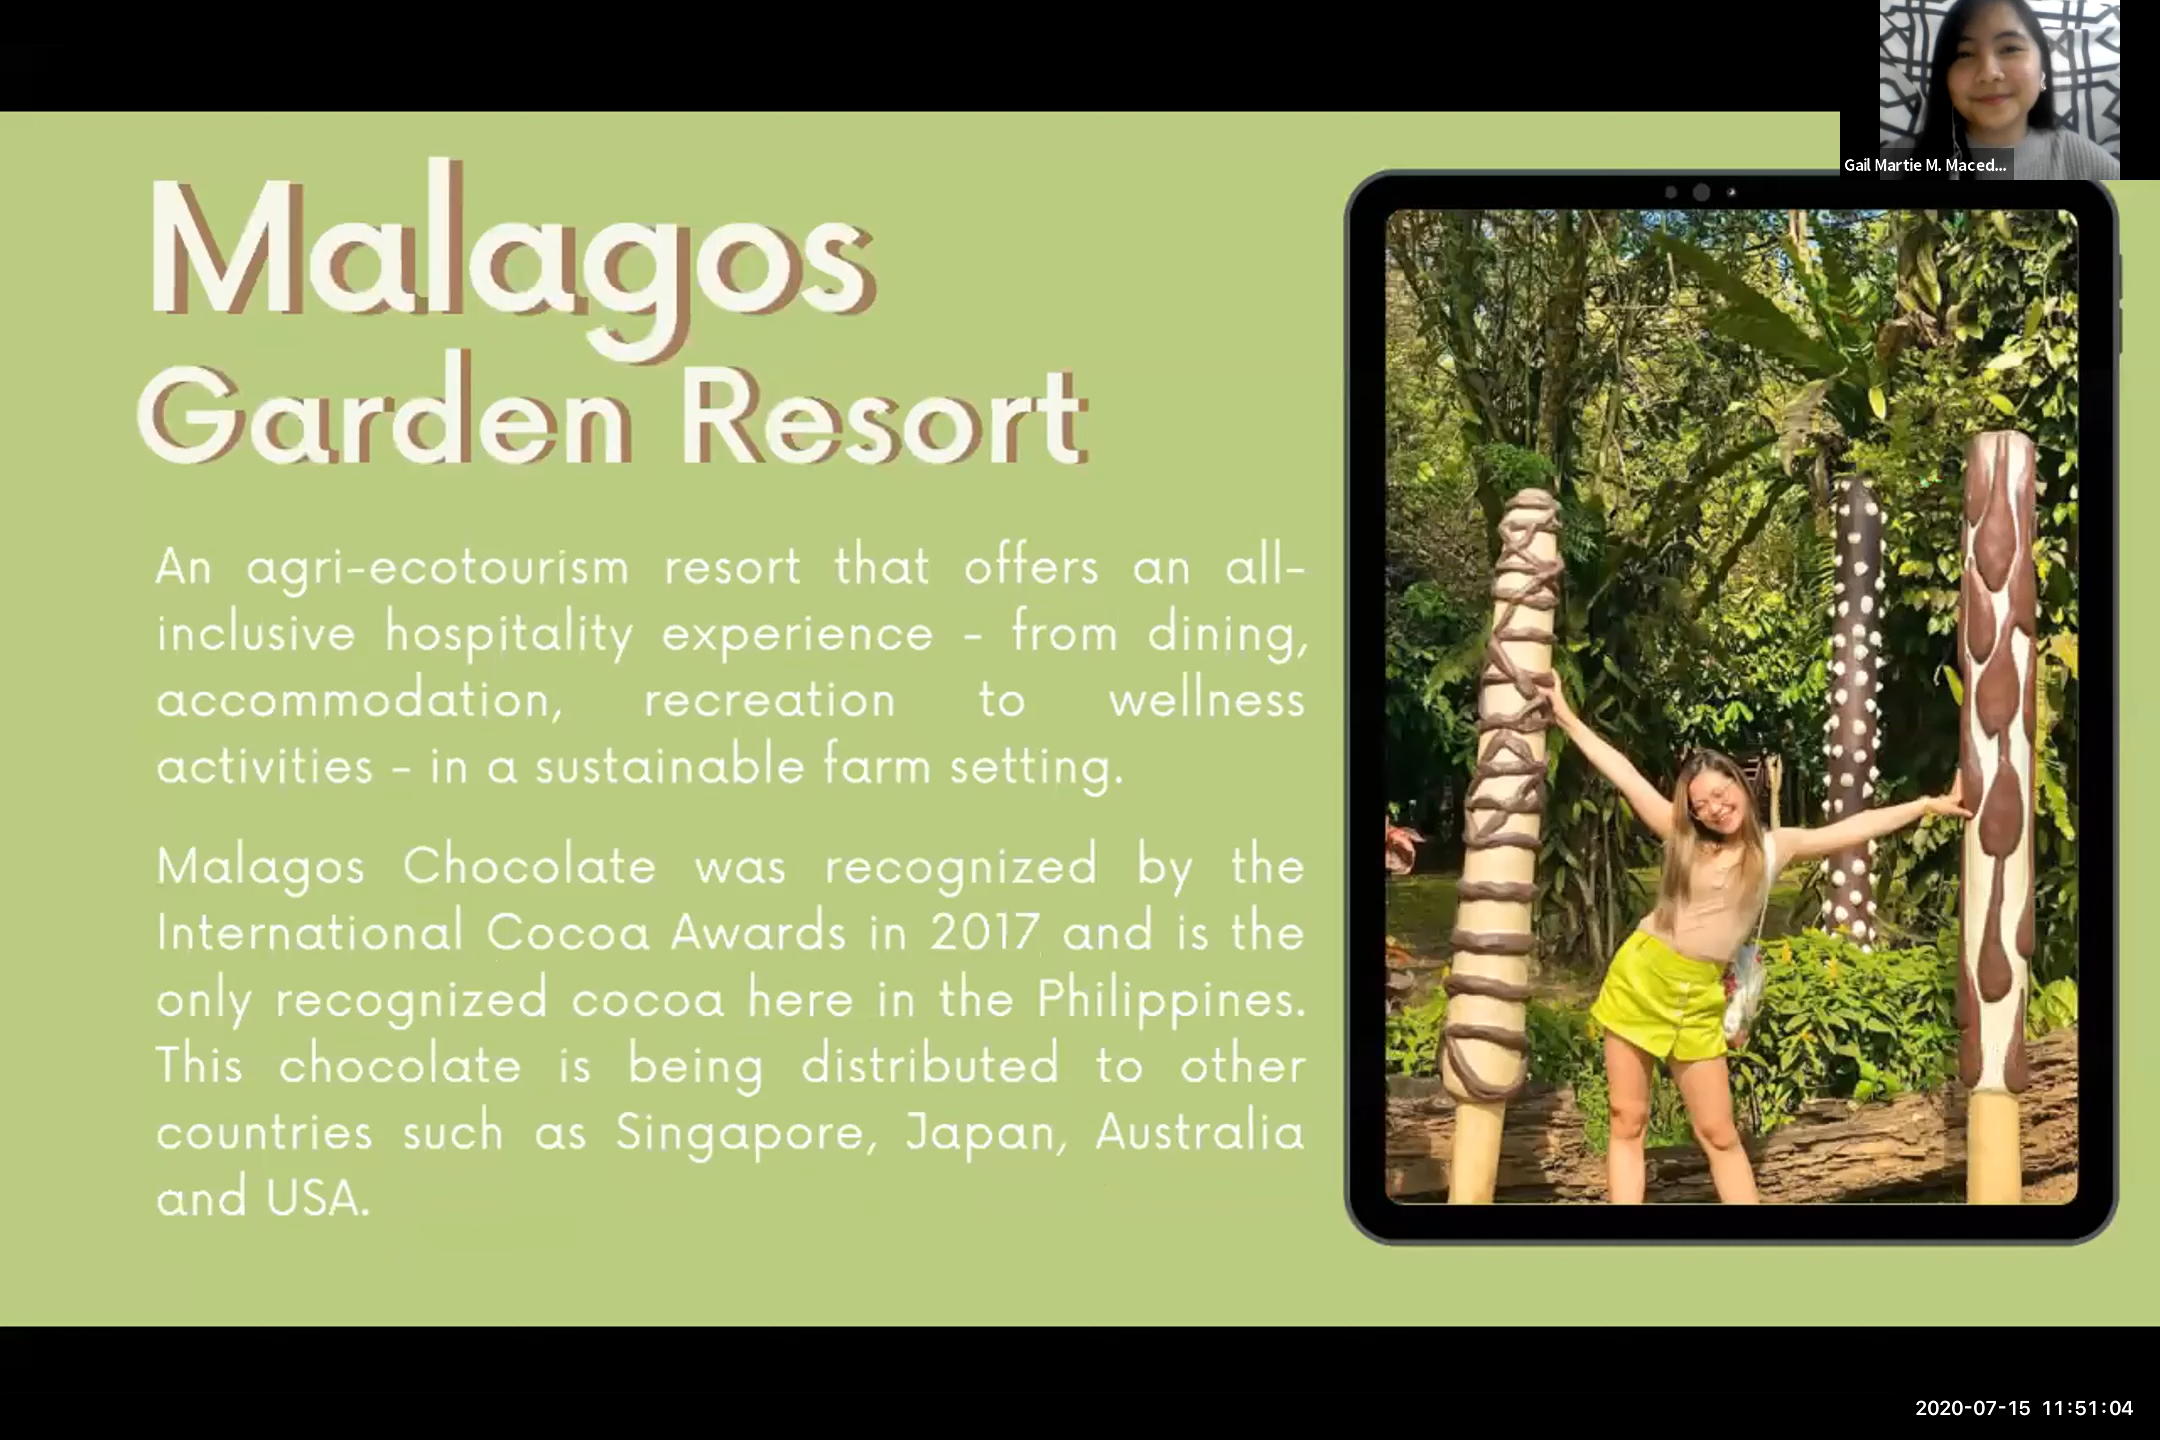 Gail Martie M. Maced...
Malagos
Garden Resort
An agri-ecotourism resort that offers an all-
inclusive hospitality experience - from dining,
accommodation, recreation to wellness
activities - in a sustainable farm setting.
Malagos Chocolate was recognized by the
International Cocoa Awards in 2017 and is the
only recognized cocoa here in the Philippines.
This chocolate is being distributed to other
countries such as Singapore, Japan, Australia
and USA.
2020-07-15 11:51:04